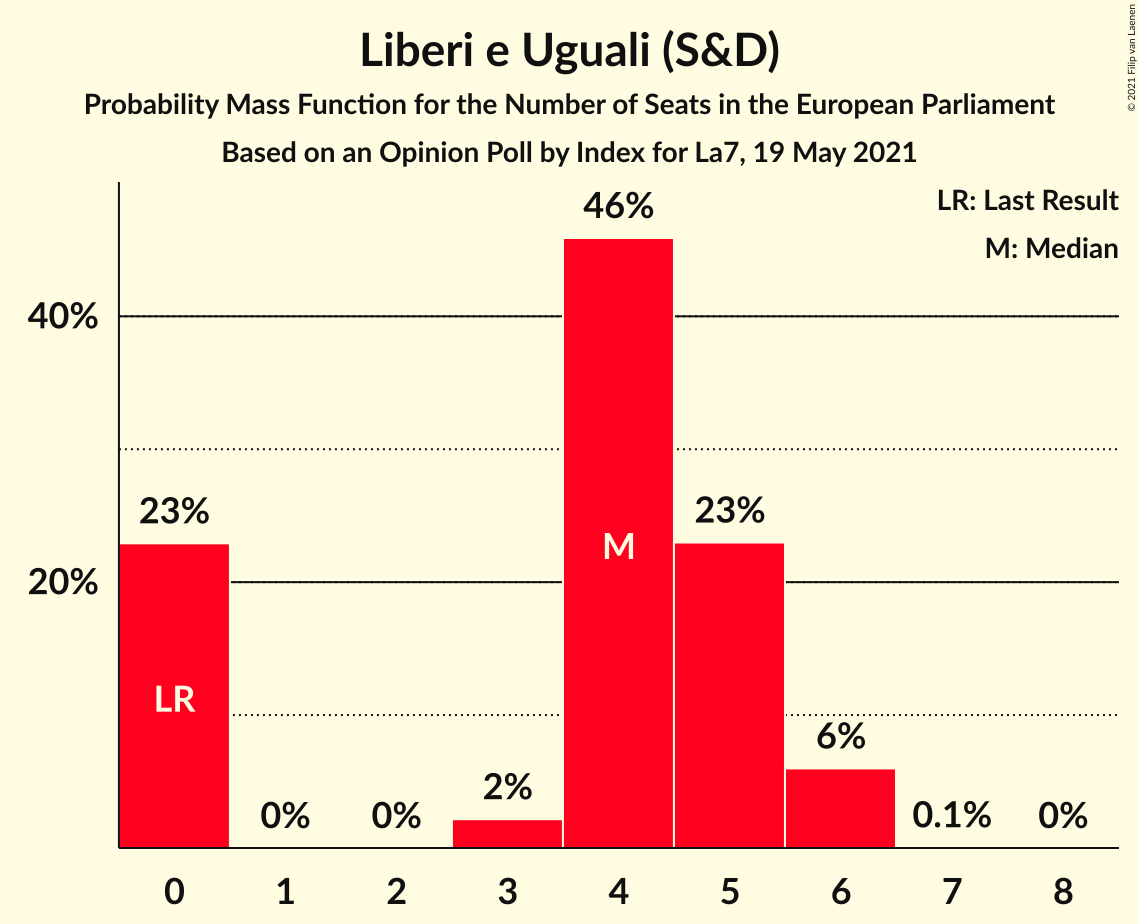 Liberi e Uguali (S&D)
Probability Mass Function for the Number of Seats in the European Parliament
Based on an Opinion Poll by Index for La7, 19 May 2021
© 2021 Filip van Laenen
LR: Last Result
M: Median
40%
20%
23%
0%
0%
2%
46%
23%
6%
0.1%
0%
LR
M
0 1 2 3 4 5 6 7 8